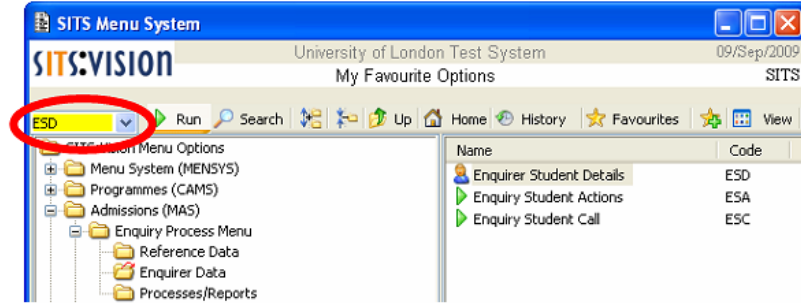 SITS Menu System
SITS:VISION
University of London Test System
09/Sep/2009
My Favourite Options
SITS
ESD
Run
Search
Up
Home
History
Favourites
View
SITS:Vision Menu Options
Menu System (MENSYS)
Programmes (CAMS)
Admissions (MAS)
Enquiry Process Menu
Reference Data
Enquirer Data
Processes/Reports
Name
Code
Enquirer Student Details
ESD
Enquiry Student Actions
ESA
Enquiry Student Call
ESC